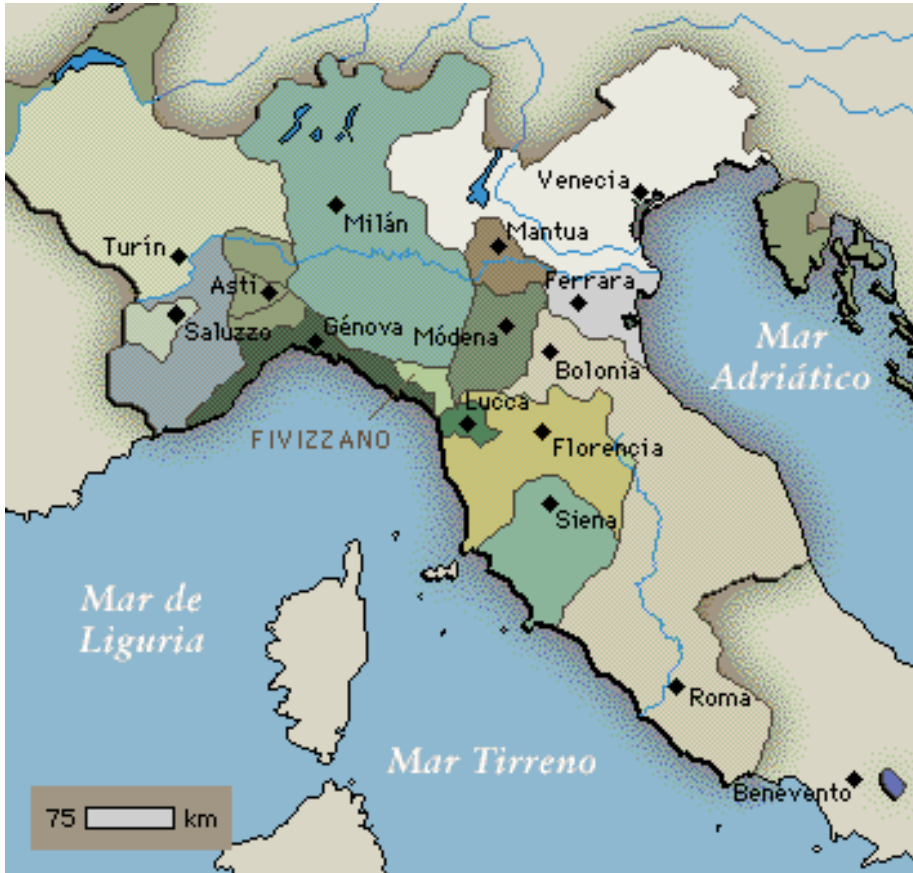 Venecia
Milán
Mantua
Turín
Asti
Ferrara
Saluzzo
Génova
Módena
Mar
Adriático
Bolonia
Lucca
FIVIZZANO
Florencia
Siena
Mar de
Liguria
Roma
Mar Tirreno
Benevento
75 km